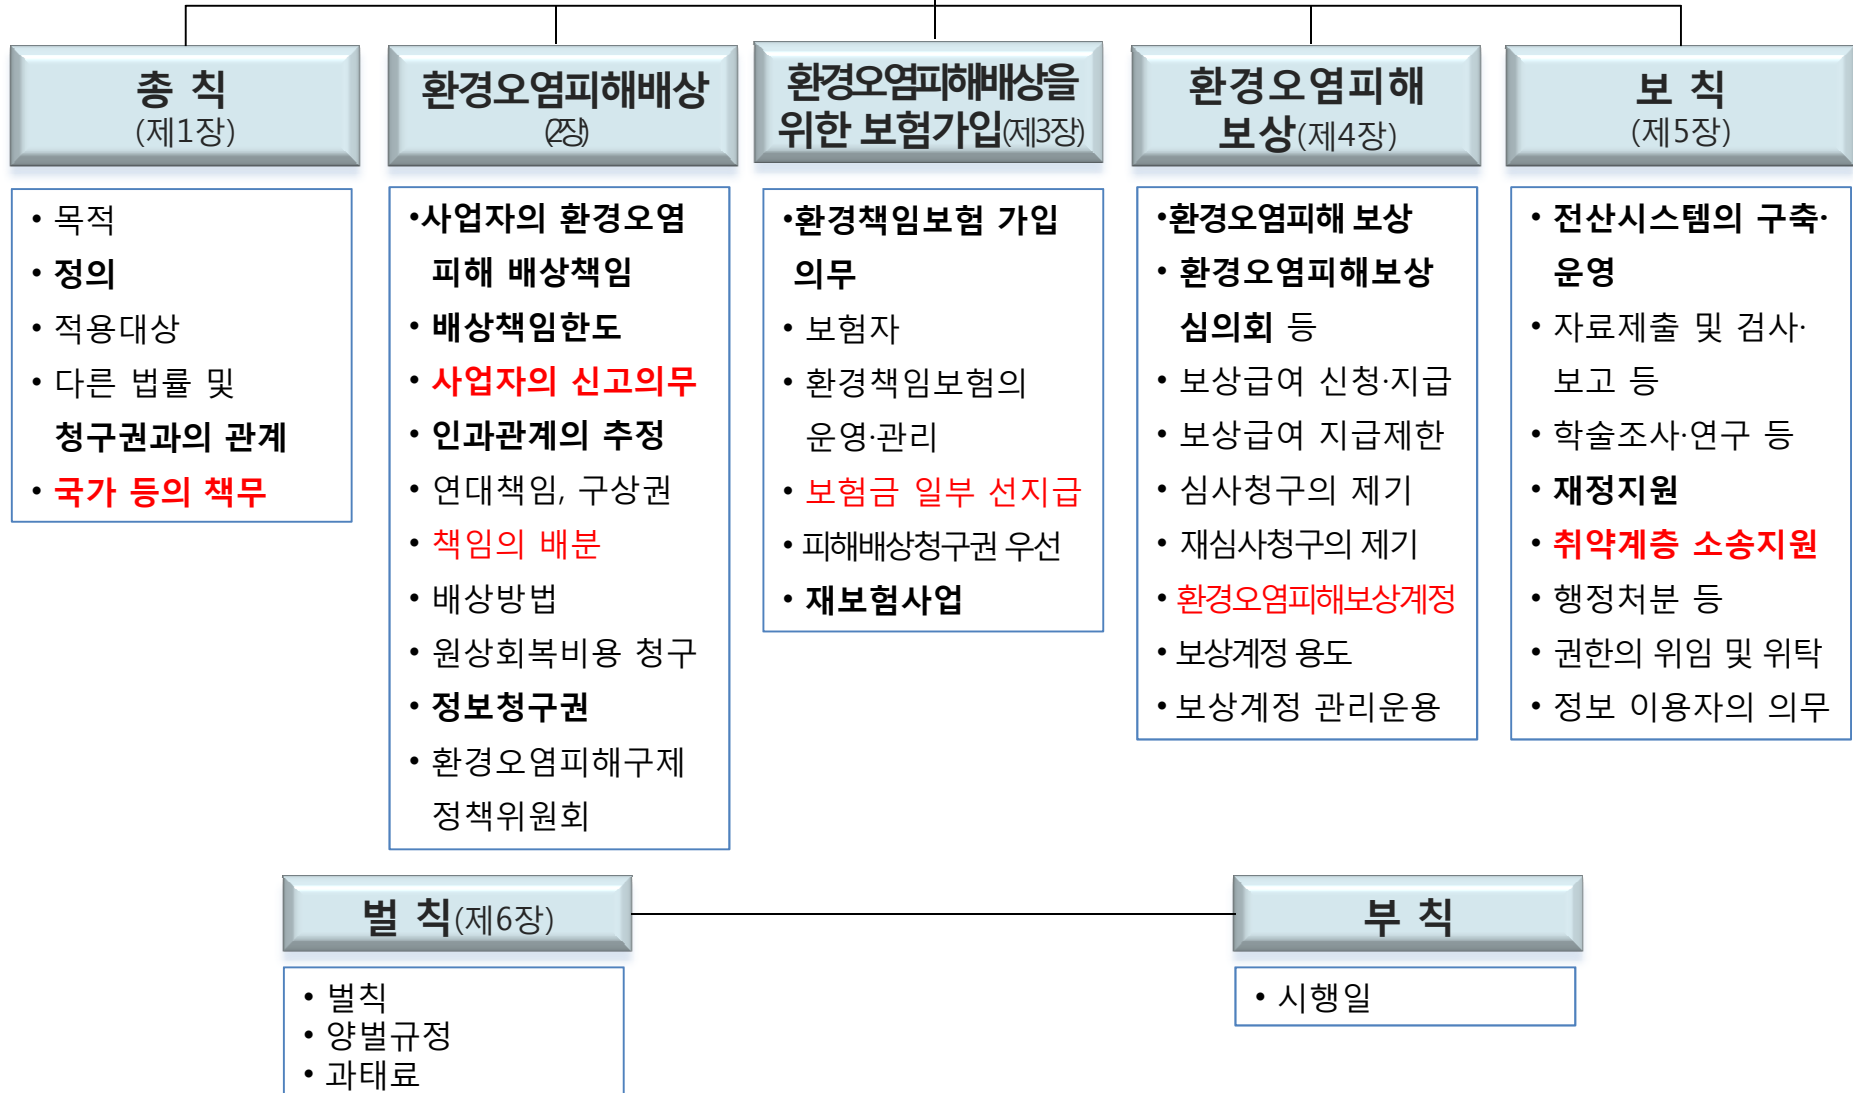 총 칙
(제1장)
• 목적
• 정의
• 적용대상
• 다른 법률 및
청구권과의 관계
• 국가 등의 책무
환경오염피해배상
(2장)
•사업자의 환경오염
피해 배상책임
• 배상책임한도
• 사업자의 신고의무
• 인과관계의 추정
• 연대책임, 구상권
• 책임의 배분
• 배상방법
• 원상회복비용 청구
• 정보청구권
• 환경오염피해구제
정책위원회
환경오염피해배상을
위한 보험가입(제3장)
•환경책임보험 가입
의무
• 보험자
• 환경책임보험의
운영·관리
• 보험금 일부 선지급
• 피해배상청구권 우선
• 재보험사업
환경오염피해
보상(제4장)
•환경오염피해 보상
• 환경오염피해보상
심의회 등
• 보상급여 신청·지급
• 보상급여 지급제한
• 심사청구의 제기
• 재심사청구의 제기
• 환경오염피해보상계정
• 보상계정 용도
• 보상계정 관리운용
보 칙
(제5장)
• 전산시스템의 구축·
운영
• 자료제출 및 검사·
보고 등
• 학술조사·연구 등
• 재정지원
• 취약계층 소송지원
• 행정처분 등
• 권한의 위임 및 위탁
• 정보 이용자의 의무
벌 칙(제6장)
• 벌칙
• 양벌규정
• 과태료
부 칙
• 시행일